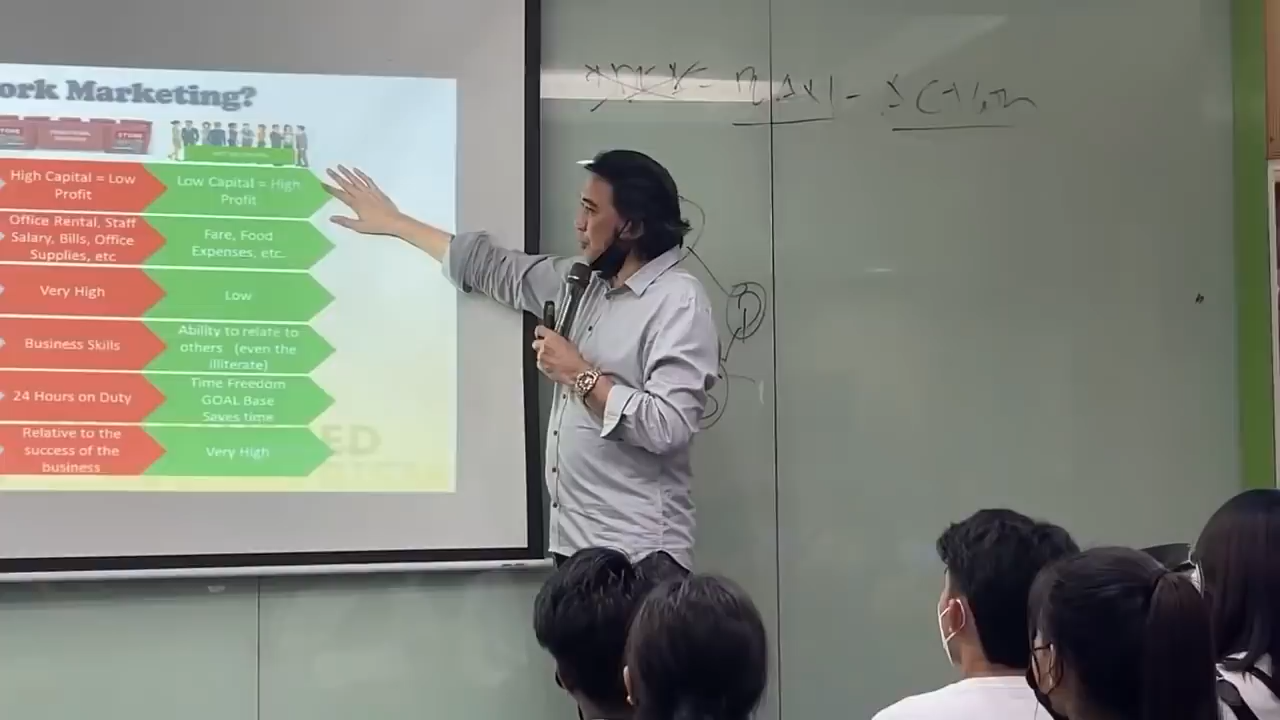 ork Marketing?
STORE
High Capital = Low
Profit
Low Capital = High
Profit
Office Rental, Staff
Salary, Bills, Office
Supplies, etc
Fare, Food
Expenses, etc.
Very High
Low
Business Skills
Ability to relate to
others (even the
illiterate)
24 Hours on Duty
Time Freedom
GOAL Base
Saves time
Relative to the
success of the
business
Very High
ED